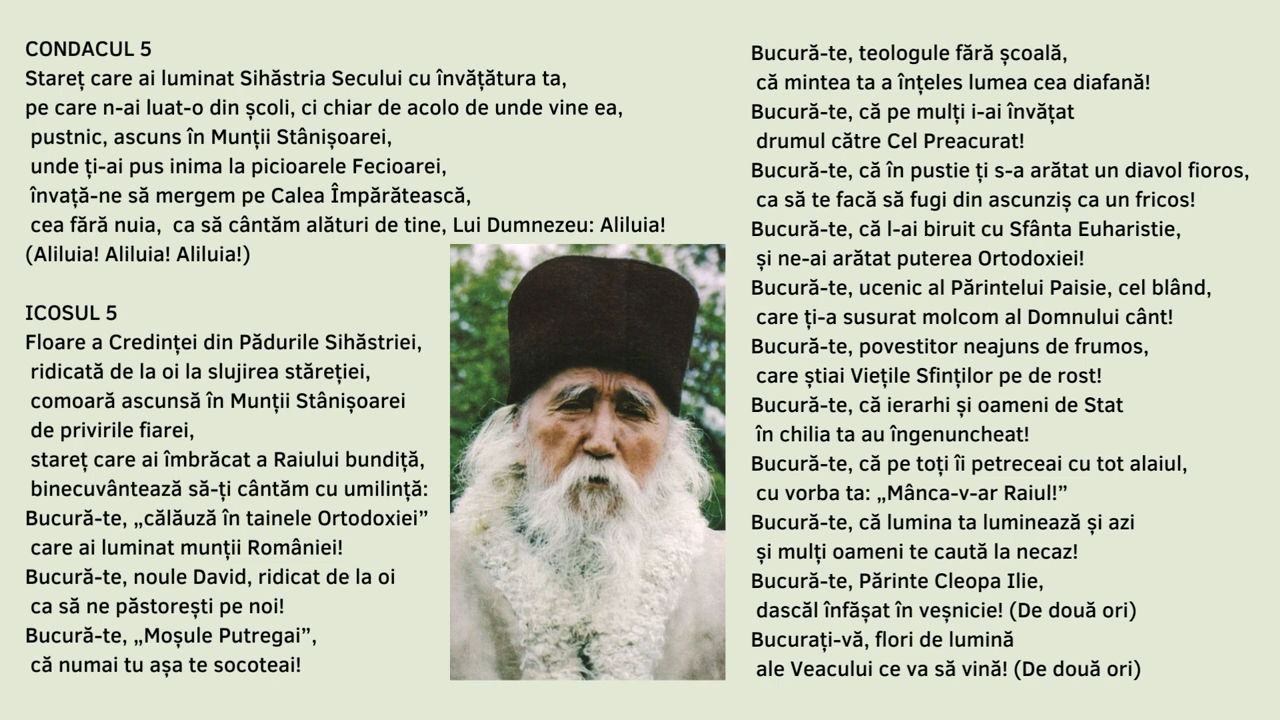 CONDACUL 5
Stareț care ai luminat Sihăstria Secului cu învățătura ta,
pe care n-ai luat-o din școli, ci chiar de acolo de unde vine ea,
pustnic, ascuns în Munții Stânișoarei,
unde ți-ai pus inima la picioarele Fecioarei,
învață-ne să mergem pe Calea Împărătească,
cea fără nuia,  ca să cântăm alături de tine, Lui Dumnezeu: Aliluia!
(Aliluia! Aliluia! Aliluia!)
ICOSUL 5
Floare a Credinței din Pădurile Sihăstriei,
ridicată de la oi la slujirea stăreției,
comoară ascunsă în Munții Stânișoarei
de privirile fiarei,
stareț care ai îmbrăcat a Raiului bundiță,
binecuvântează să-ți cântăm cu umilință:
Bucură-te, „călăuză în tainele Ortodoxiei”
care ai luminat munții României!
Bucură-te, noule David, ridicat de la oi
ca să ne păstorești pe noi!
Bucură-te, „Moșule Putregai”,
că numai tu așa te socoteai!
Bucură-te, teologule fără școală,
că mintea ta a înțeles lumea cea diafană!
Bucură-te, că pe mulți i-ai învățat
drumul către Cel Preacurat!
Bucură-te, că în pustie ți s-a arătat un diavol fioros,
ca să te facă să fugi din ascunziș ca un fricos!
Bucură-te, că l-ai biruit cu Sfânta Euharistie,
și ne-ai arătat puterea Ortodoxiei!
Bucură-te, ucenic al Părintelui Paisie, cel blând,
care ți-a susurat molcom al Domnului cânt!
Bucură-te, povestitor neajuns de frumos,
care știai Viețile Sfinților pe de rost!
Bucură-te, că ierarhi și oameni de Stat
în chilia ta au îngenuncheat!
Bucură-te, că pe toți îi petreceai cu tot alaiul,
cu vorba ta: „Mânca-v-ar Raiul!”
Bucură-te, că lumina ta luminează și azi
și mulți oameni te caută la necaz!
Bucură-te, Părinte Cleopa Ilie,
dascăl înfășat în veșnicie! (De două ori)
Bucurați-vă, flori de lumină
ale Veacului ce va să vină! (De două ori)